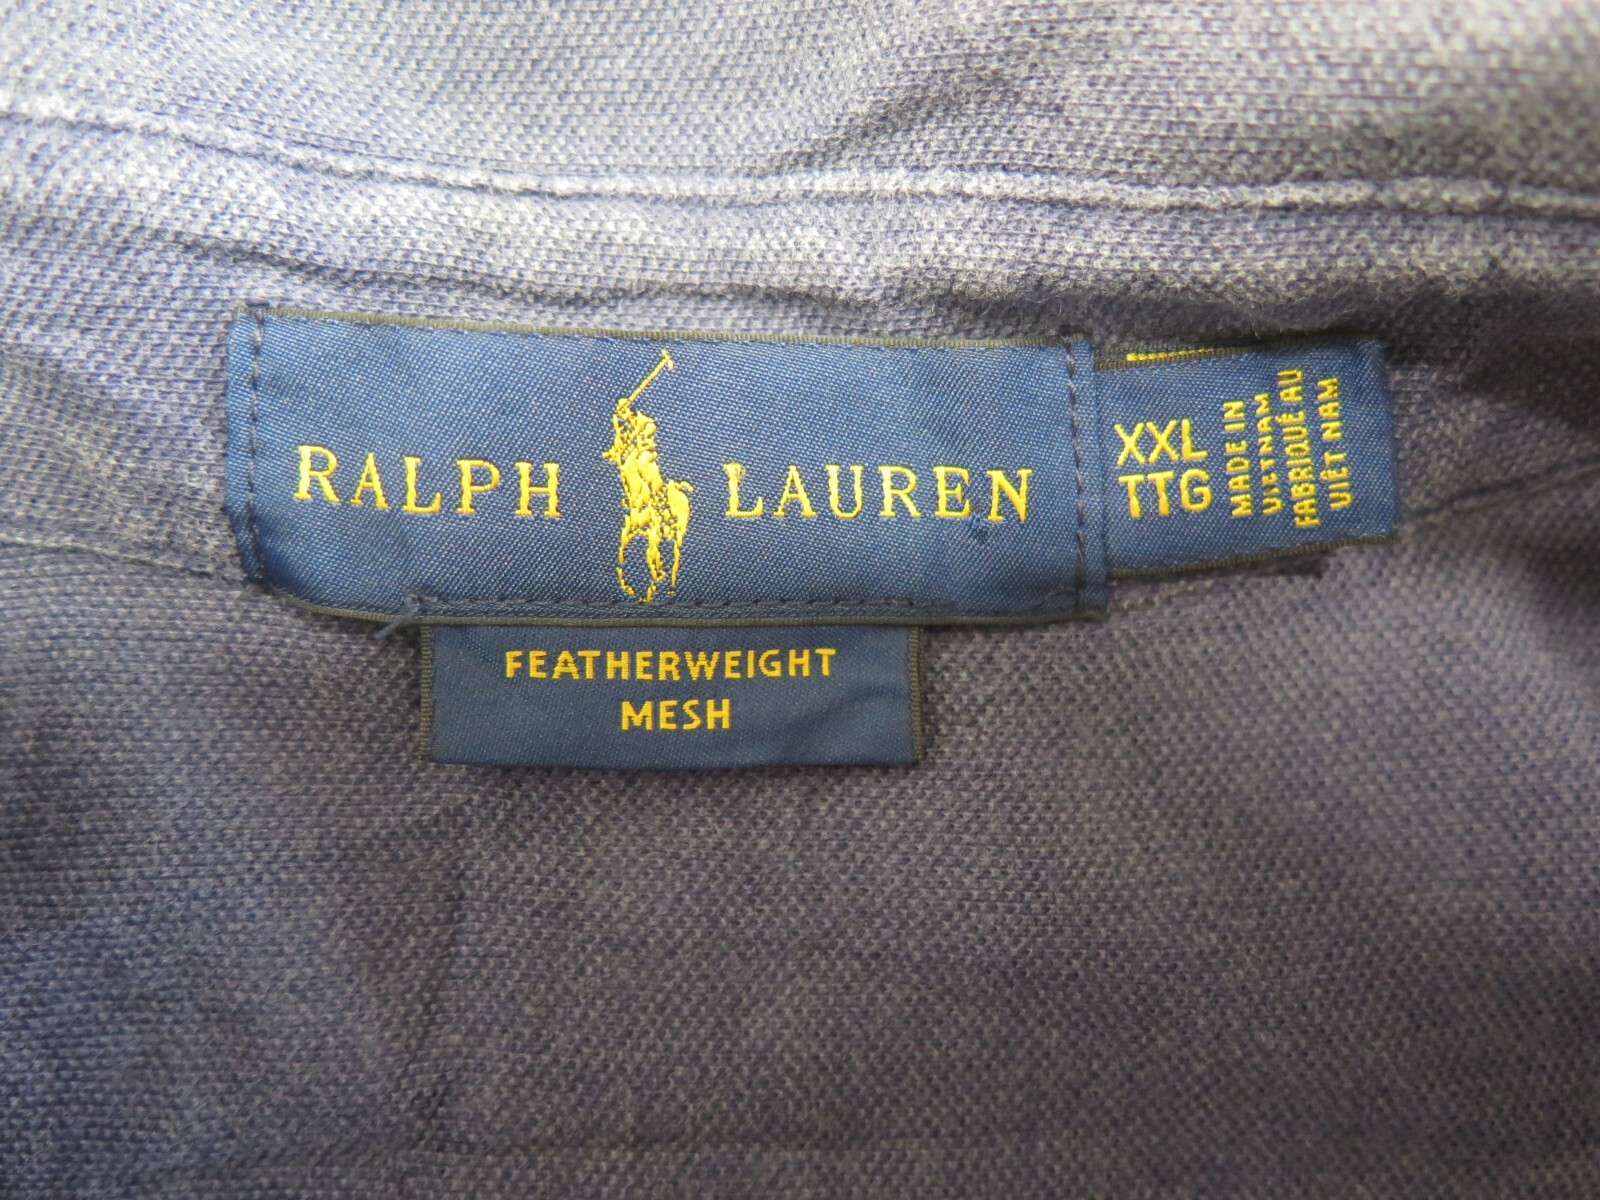 RALPH LAUREN
XXL
TTG
MADE IN
VIETNAM
FABRIQUÉ AU
VIÊT NAM
FEATHERWEIGHT
MESH